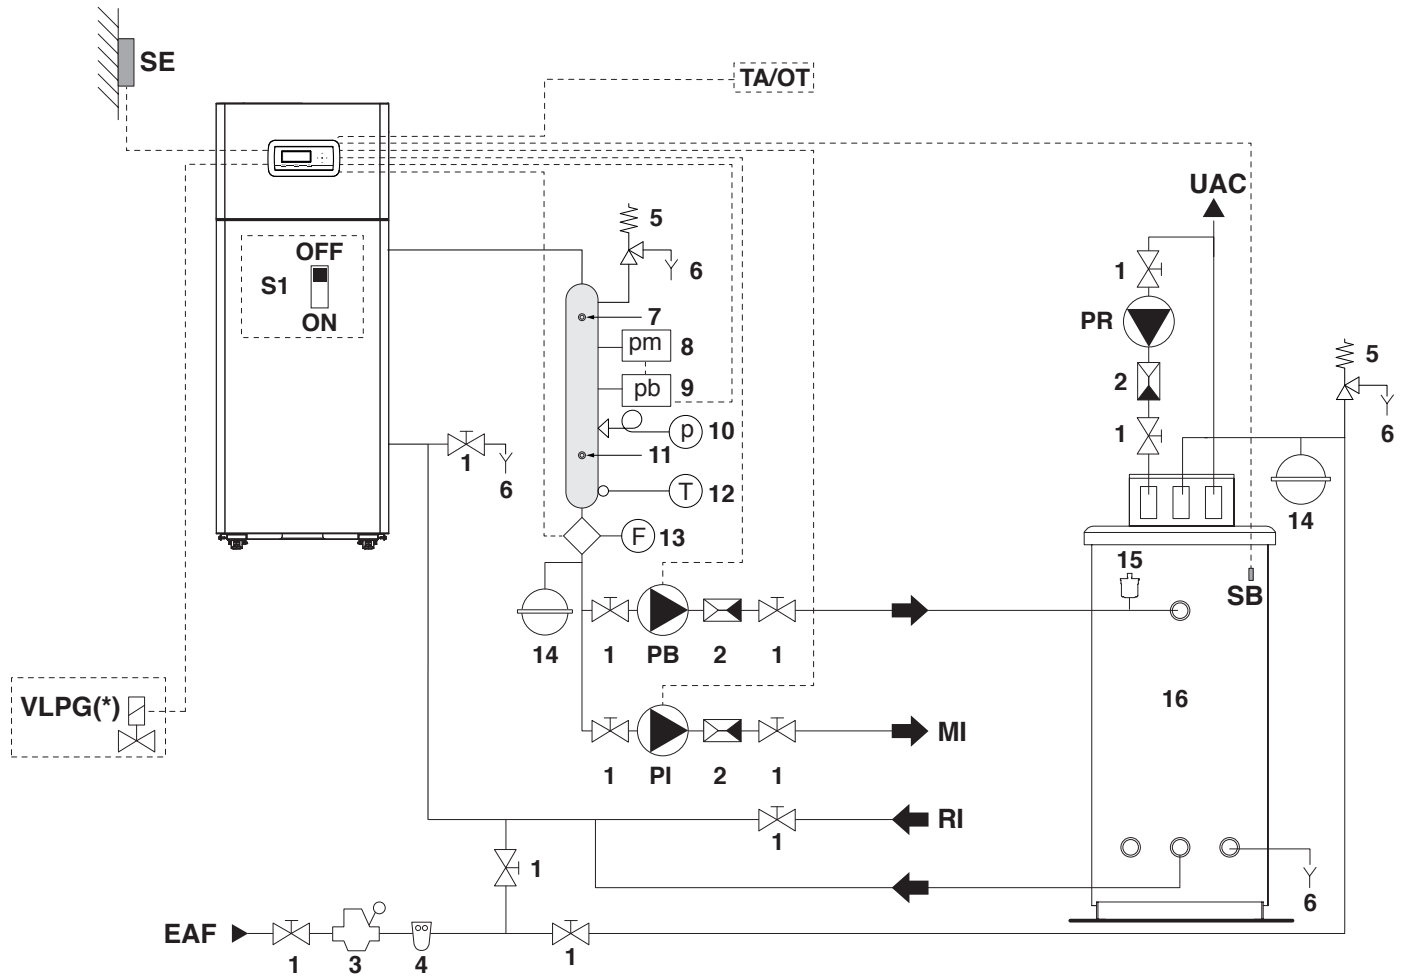 SE
TA/OT
UAC
OFF
S1
ON
5
6
7
pm 8
pb 9
p 10
11
T 12
F 13
1
6
1
PR
2
1
5
6
14
15
SB
14 1 PB 2 1
16
VLPG(*)
MI
1 PI 2 1
RI
1
1
6
EAF
1 3 4 1